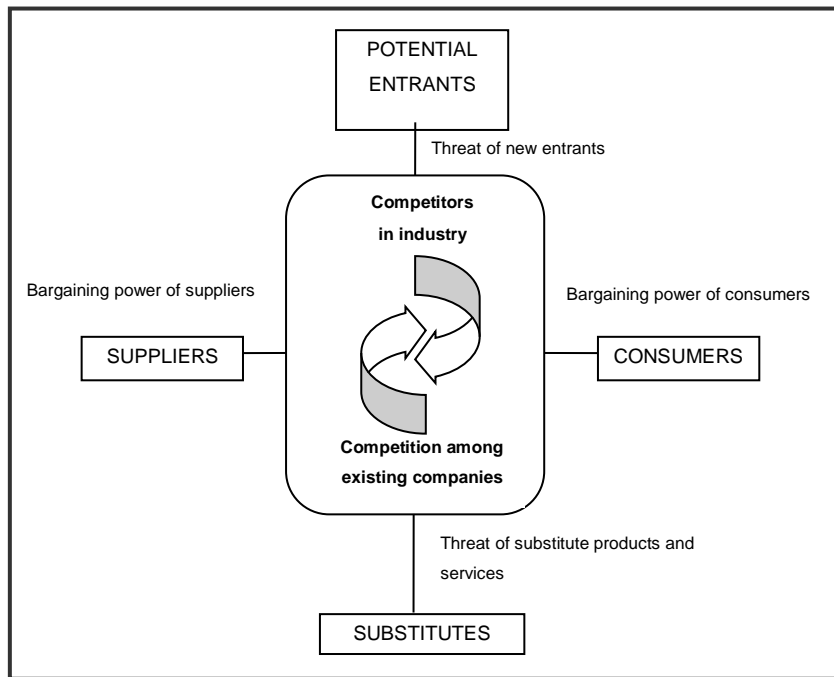 POTENTIAL
ENTRANTS
Threat of new entrants
Competitors
in industry
Bargaining power of suppliers
Bargaining power of consumers
SUPPLIERS
CONSUMERS
Competition among
existing companies
Threat of substitute products and
services
SUBSTITUTES